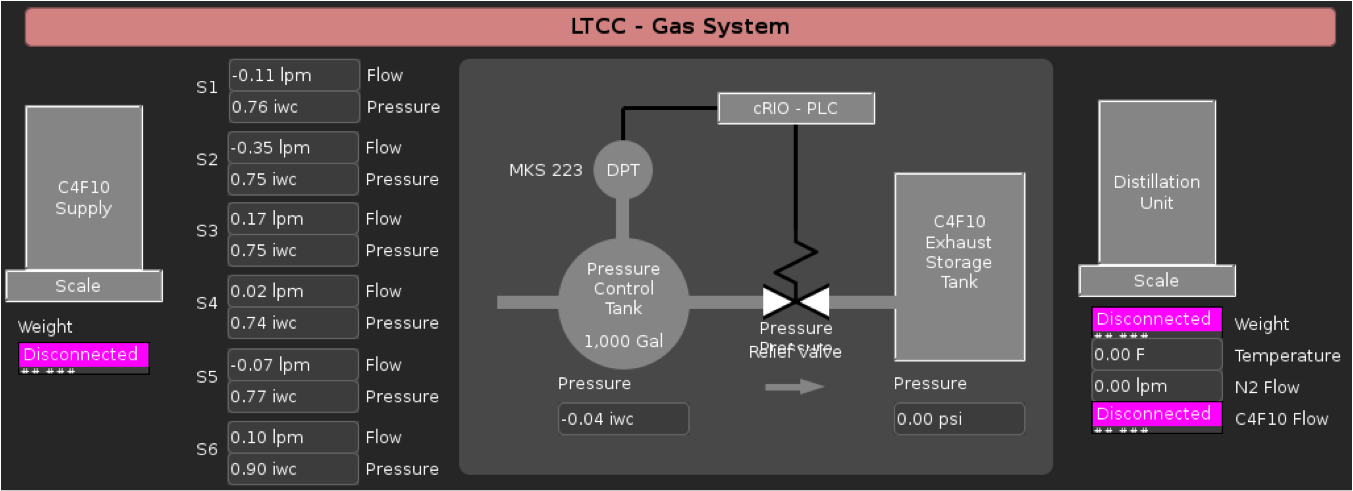 LTCC - Gas System
C4F10
Supply
Scale
Weight
Disconnected
S1
-0.11 lpm Flow
0.76 iwc Pressure
S2
-0.35 lpm Flow
0.75 iwc Pressure
S3
0.17 lpm Flow
0.75 iwc Pressure
S4
0.02 lpm Flow
0.74 iwc Pressure
S5
-0.07 lpm Flow
0.77 iwc Pressure
S6
0.10 lpm Flow
0.90 iwc Pressure
cRIO - PLC
MKS 223 DPT
Pressure
Control
Tank
1,000 Gal
Pressure
-0.04 iwc
Pressure
Pressure
Relief Valve
C4F10
Exhaust
Storage
Tank
Pressure
0.00 psi
Distillation
Unit
Scale
Disconnected Weight
0.00 F Temperature
0.00 lpm N2 Flow
Disconnected C4F10 Flow